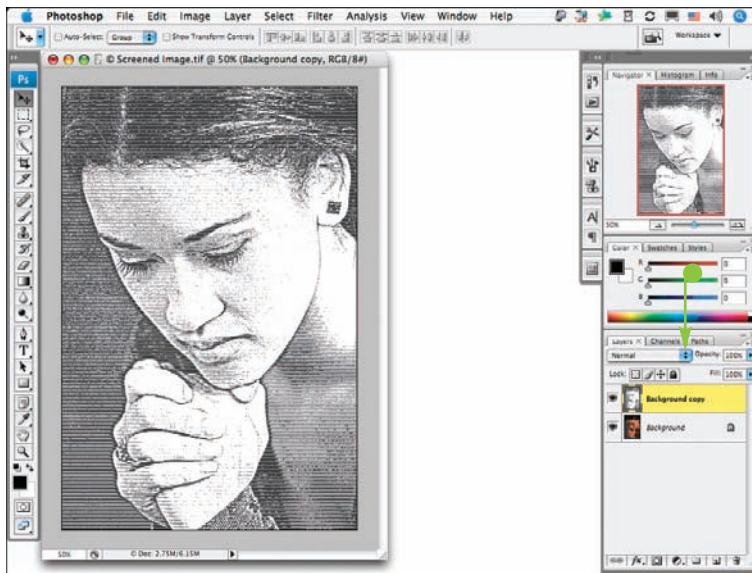 Photoshop File Edit Image Layer Select Filter Analysis View Window Help
Auto-Select: Group Show Transform Controls Workspace
© Screened Image.tif @ 50% (Background copy, RGB/8#)
Ps
Navigator Histogram Info
50%
Color Swatches Styles
R 0
G 0
B 0
Layers Channels Paths
Normal Opacity: 100%
Lock: Fill: 100%
Background copy
Background
50% © Doc: 2.75M/6.15M